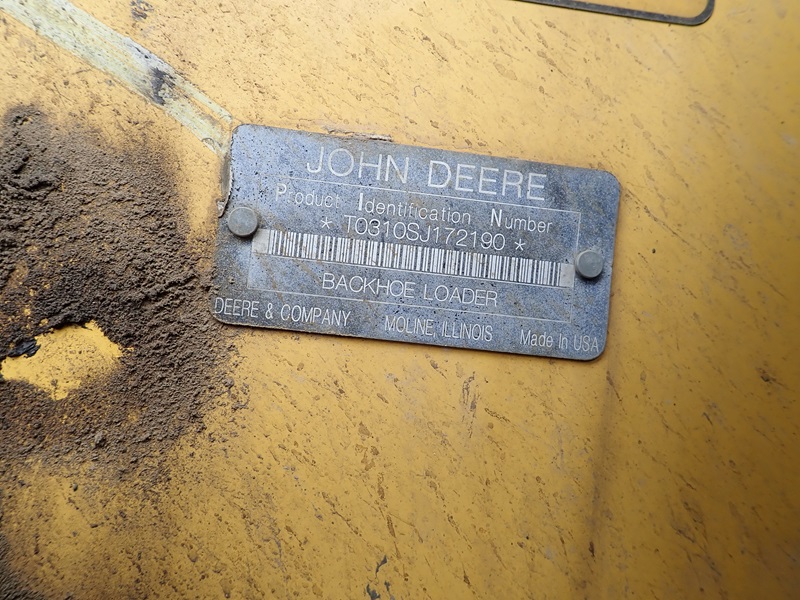 JOHN DEERE
Product Identification Number
* T0310SJ172190 *
BACKHOE LOADER
DEERE & COMPANY MOLINE, ILLINOIS Made In USA